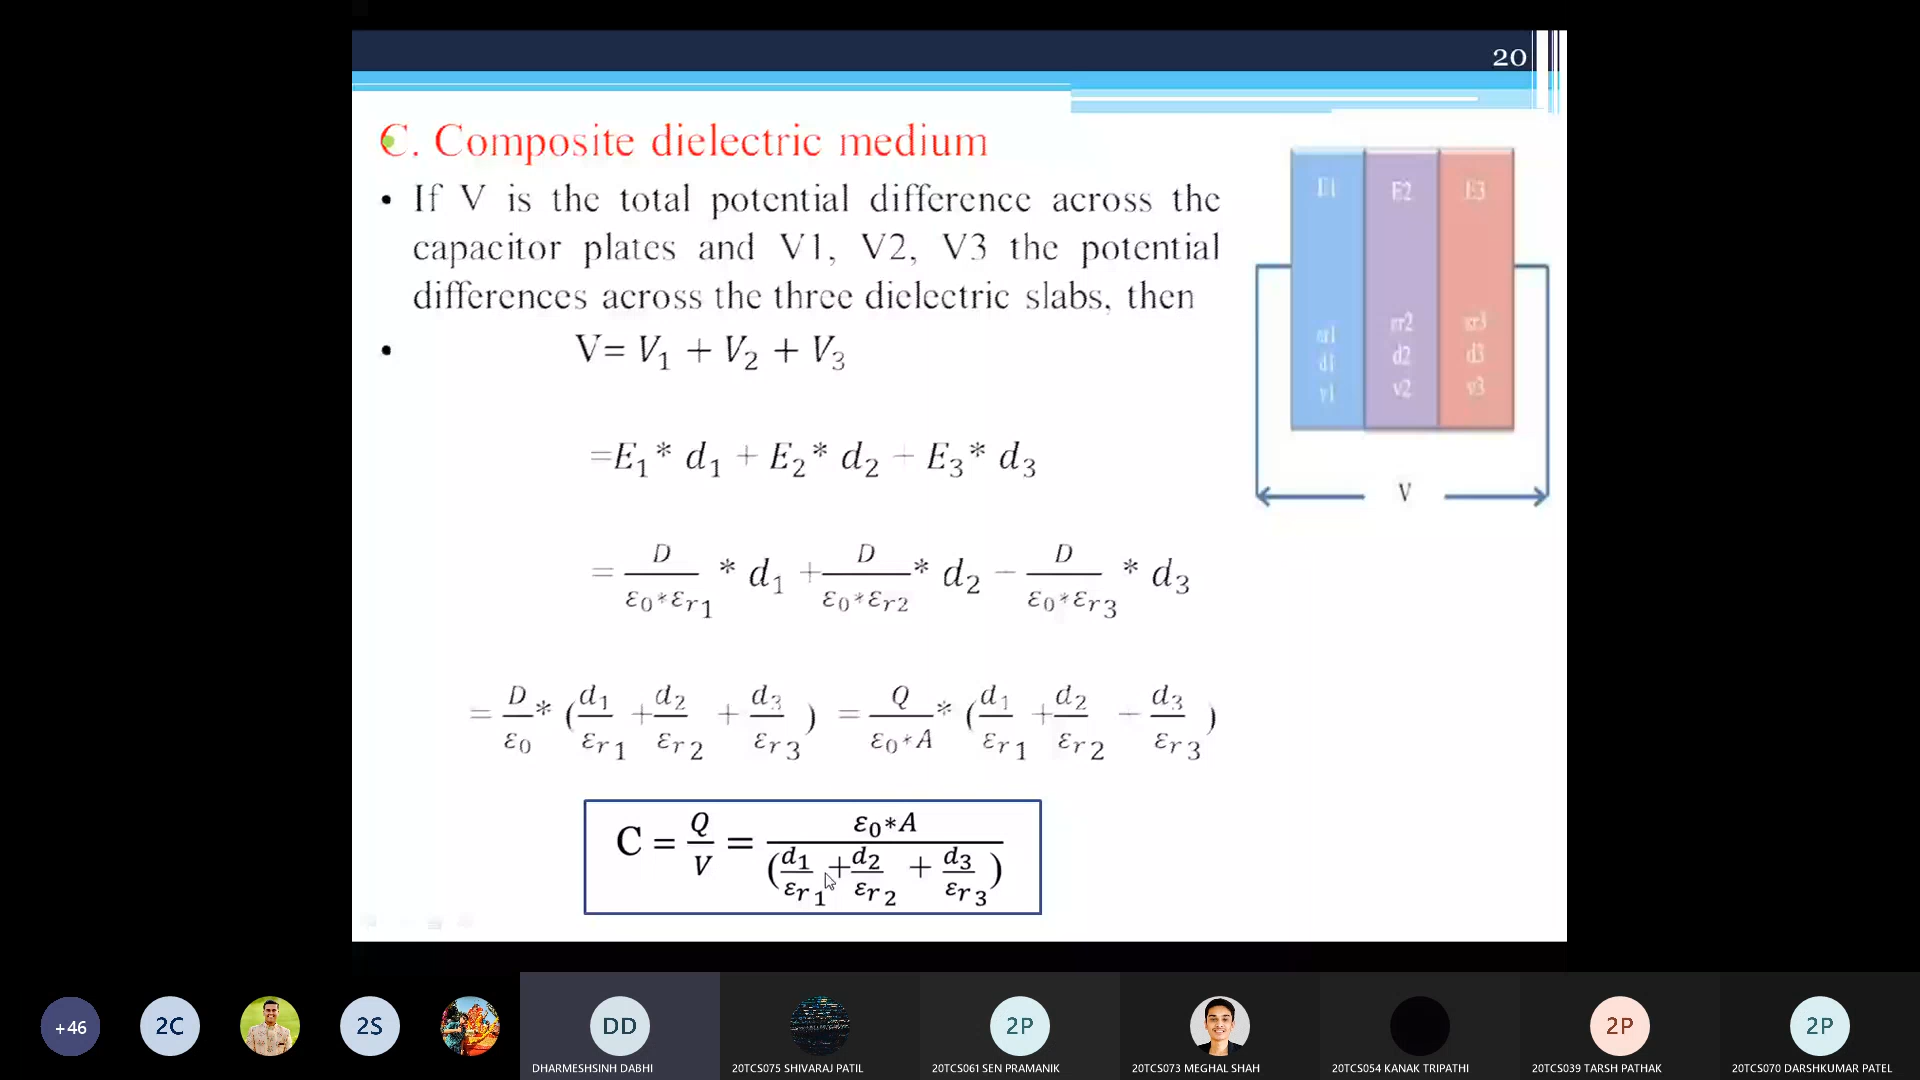 20
C. Composite dielectric medium
• If V is the total potential difference across the
capacitor plates and V1, V2, V3 the potential
differences across the three dielectric slabs, then
• V= V₁ + V₂ + V₃
=E₁* d₁ + E₂* d₂ + E₃* d₃
= D/(ε₀*εr₁) * d₁ + D/(ε₀*εr2) * d₂ + D/(ε₀*εr₃) * d₃
= D/ε₀ * (d₁/εr₁ + d₂/εr₂ + d₃/εr₃) = Q/(ε₀*A) * (d₁/εr₁ + d₂/εr₂ + d₃/εr₃)
C = Q/V = ε₀*A/(d₁/εr₁ + d₂/εr₂ + d₃/εr₃)
E1 E2 E3
εr1 εr2 εr3
d1 d2 d3
v1 v2 v3
V
+46 2C 2S DD 2P 2P 2P
DHARMESHSINH DABHI
20TCS075 SHIVARAJ PATIL
20TCS061 SEN PRAMANIK
20TCS073 MEGHAL SHAH
20TCS054 KANAK TRIPATHI
20TCS039 TARSH PATHAK
20TCS070 DARSHKUMAR PATEL